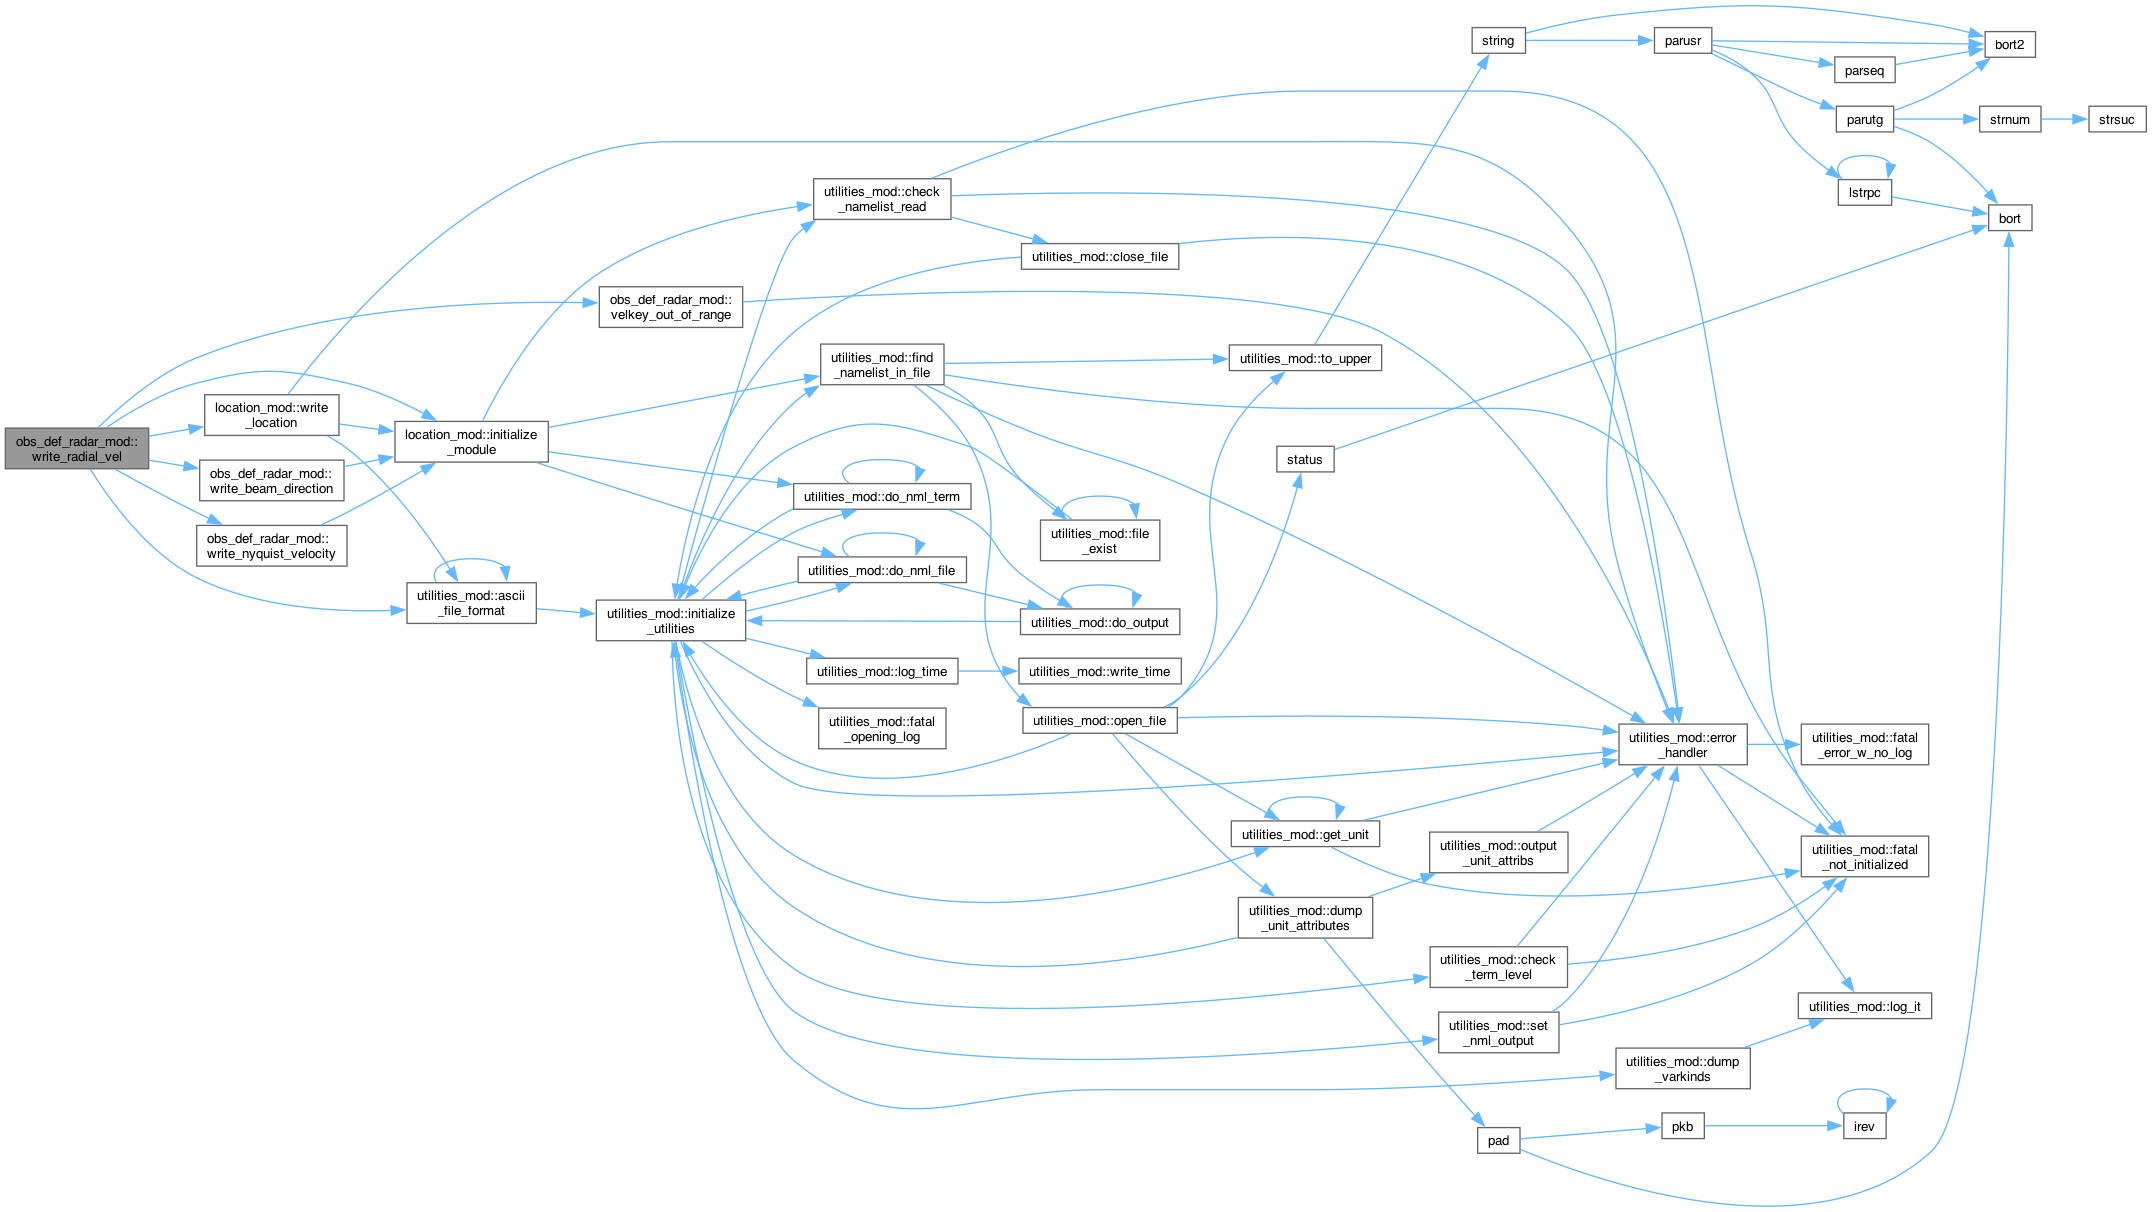 obs_def_radar_mod::
write_radial_vel
location_mod::write
_location
obs_def_radar_mod::
write_beam_direction
obs_def_radar_mod::
write_nyquist_velocity
location_mod::initialize
_module
utilities_mod::ascii
_file_format
obs_def_radar_mod::
velkey_out_of_range
utilities_mod::initialize
_utilities
utilities_mod::check
_namelist_read
utilities_mod::find
_namelist_in_file
utilities_mod::do_nml_term
utilities_mod::do_nml_file
utilities_mod::log_time
utilities_mod::fatal
_opening_log
utilities_mod::close_file
utilities_mod::file
_exist
utilities_mod::do_output
utilities_mod::write_time
utilities_mod::open_file
utilities_mod::to_upper
status
utilities_mod::get_unit
utilities_mod::dump
_unit_attributes
string
utilities_mod::output
_unit_attribs
utilities_mod::check
_term_level
utilities_mod::set
_nml_output
pad
parusr
utilities_mod::error
_handler
utilities_mod::dump
_varkinds
pkb
parseq
parutg
lstrpc
utilities_mod::fatal
_error_w_no_log
utilities_mod::fatal
_not_initialized
utilities_mod::log_it
irev
bort2
strnum
bort
strsuc